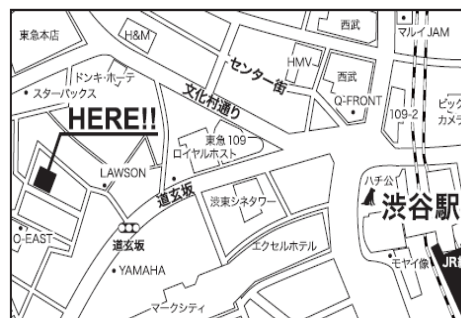 東急本店
H&M
西武
マルイJAM
センター街
HMV
西武
ドンキ・ホーテ
スターバックス
文化村通り
Q-FRONT
109-2
ビック
カメラ
HERE!!
東急109
ロイヤルホスト
LAWSON
道玄坂
渋東シネタワー
ハチ公
渋谷駅
O-EAST
道玄坂
エクセルホテル
YAMAHA
モヤイ像
マークシティ